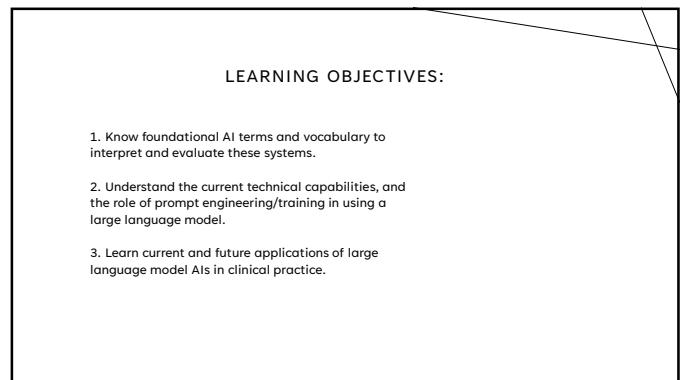 LEARNING OBJECTIVES:
1. Know foundational AI terms and vocabulary to
interpret and evaluate these systems.
2. Understand the current technical capabilities, and
the role of prompt engineering/training in using a
large language model.
3. Learn current and future applications of large
language model AIs in clinical practice.